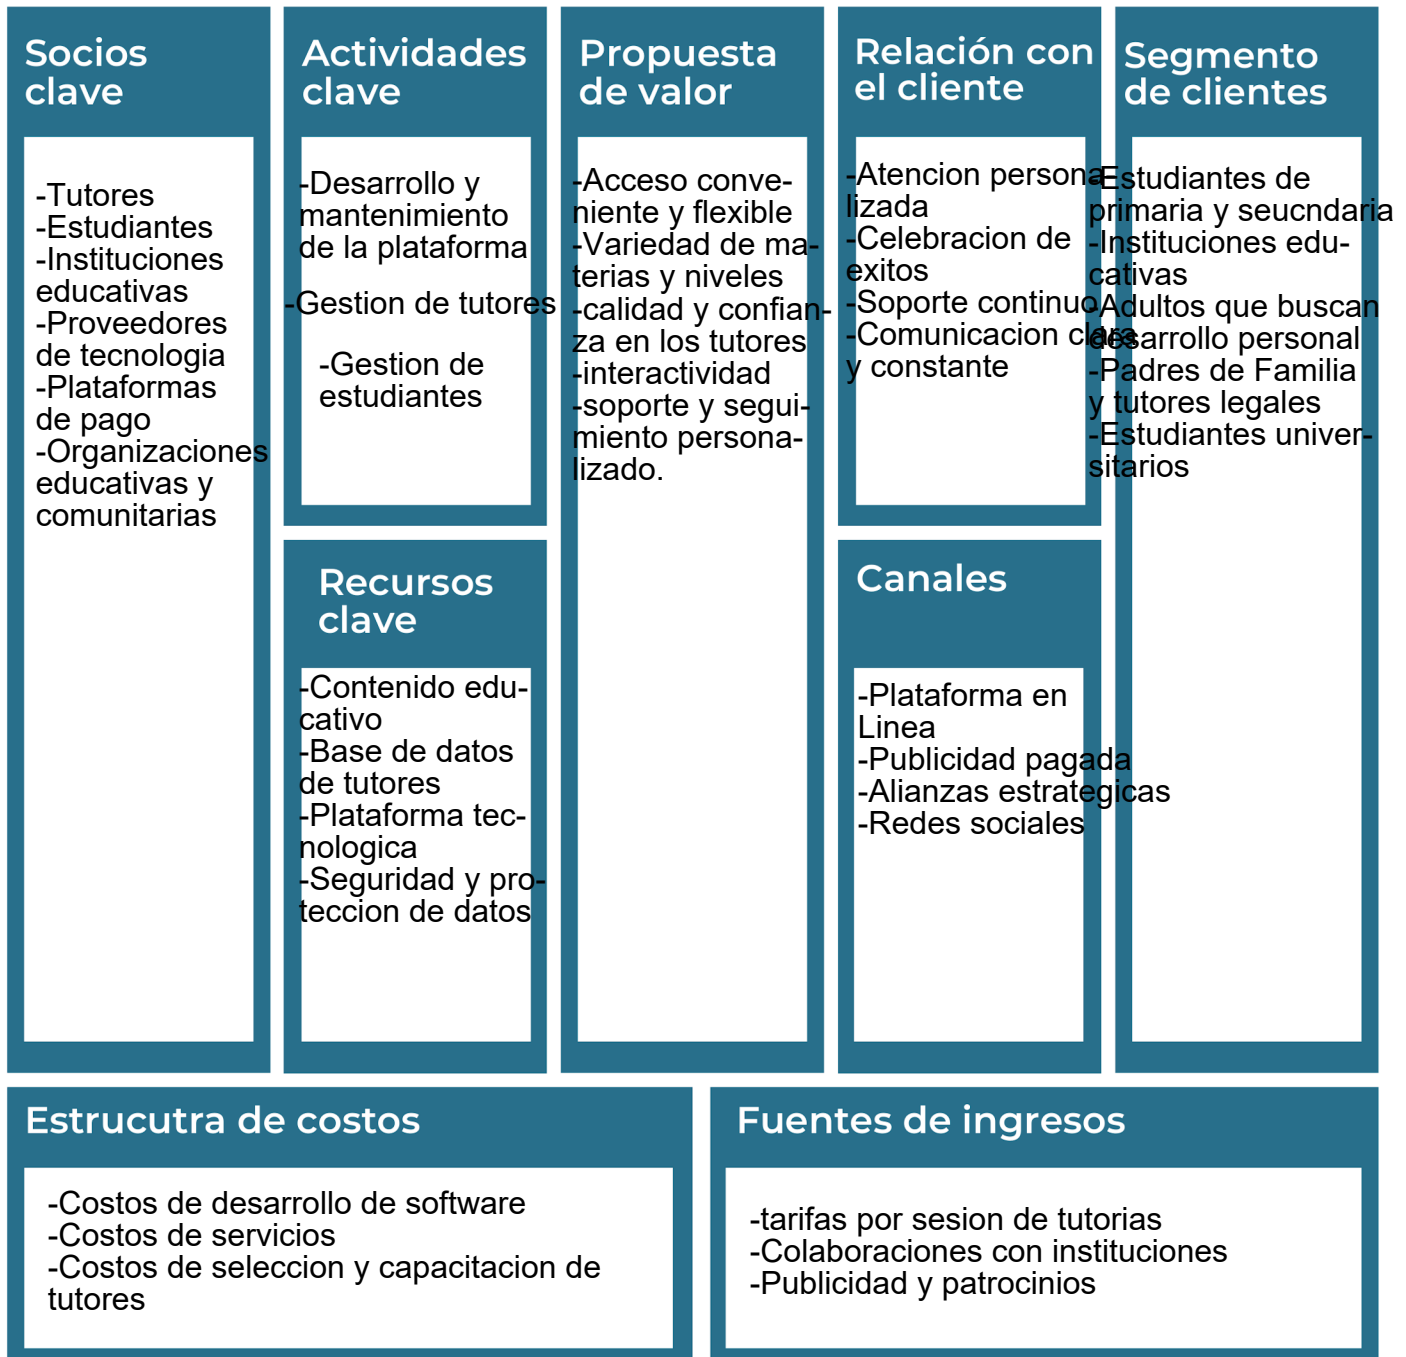 Socios
clave
-Tutores
-Estudiantes
-Instituciones
educativas
-Proveedores
de tecnologia
-Plataformas
de pago
-Organizaciones
educativas y
comunitarias
Actividades
clave
-Desarrollo y
mantenimiento
de la plataforma
-Gestion de tutores
-Gestion de
estudiantes
Recursos
clave
-Contenido edu-
cativo
-Base de datos
de tutores
-Plataforma tec-
nologica
-Seguridad y pro-
teccion de datos
Propuesta
de valor
-Acceso conve-
niente y flexible
-Variedad de ma-
terias y niveles
-calidad y confian-
za en los tutores
-interactividad
-soporte y segui-
miento persona-
lizado.
Relación con
el cliente
-Atencion persona
lizada
-Celebracion de
exitos
-Soporte continuo
-Comunicacion clara
y constante
Canales
-Plataforma en
Linea
-Publicidad pagada
-Alianzas estrategicas
-Redes sociales
Segmento
de clientes
-Estudiantes de
primaria y seucndaria
-Instituciones edu-
cativas
-Adultos que buscan
desarrollo personal
-Padres de Familia
y tutores legales
-Estudiantes univer-
sitarios
Estrucutra de costos
-Costos de desarrollo de software
-Costos de servicios
-Costos de seleccion y capacitacion de
tutores
Fuentes de ingresos
-tarifas por sesion de tutorias
-Colaboraciones con instituciones
-Publicidad y patrocinios